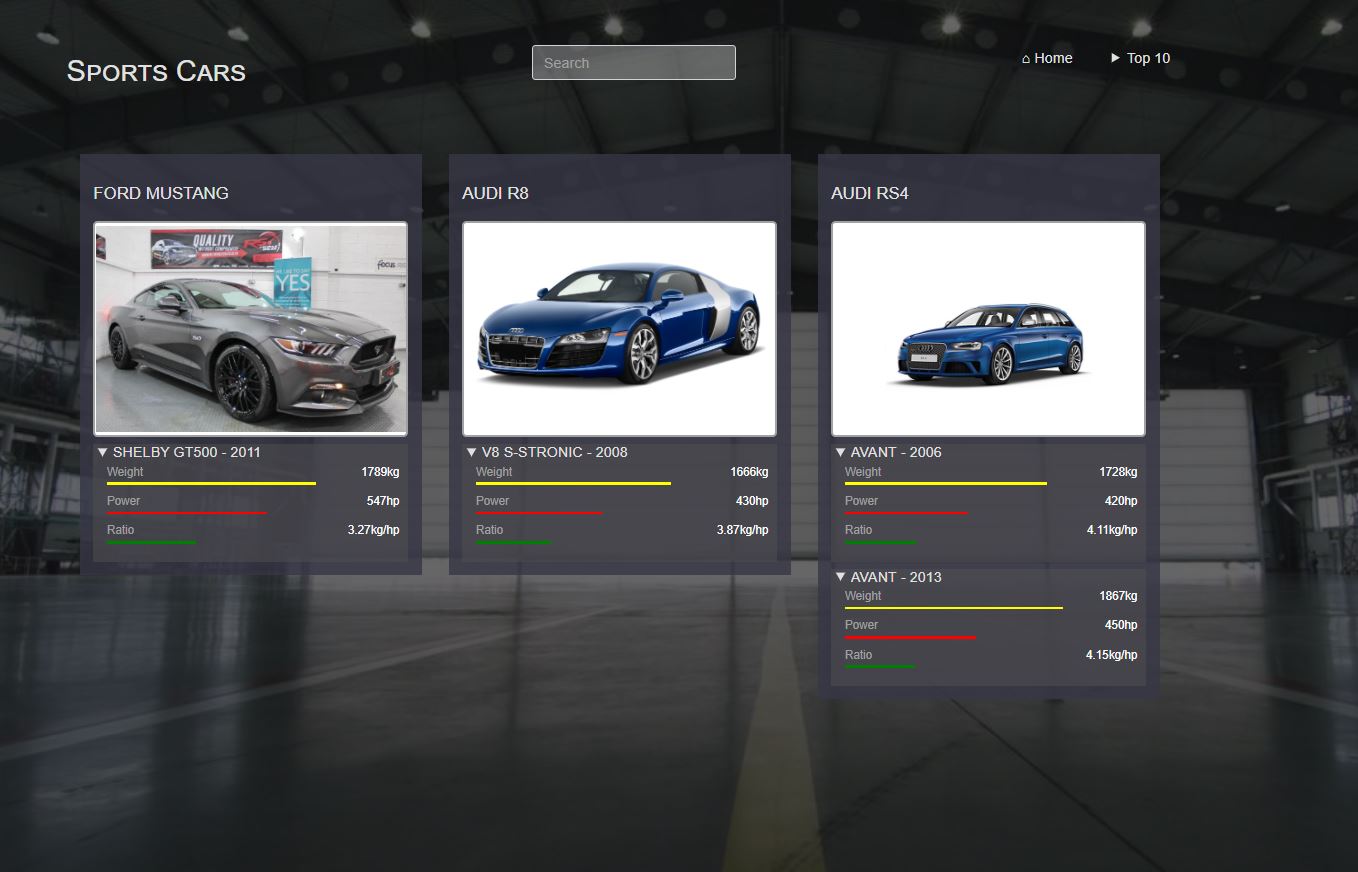 Sports Cars
Search
⌂ Home
▶ Top 10
FORD MUSTANG
QUALITY
YES
focus
▼ SHELBY GT500 - 2011
Weight 1789kg
Power 547hp
Ratio 3.27kg/hp
AUDI R8
▼ V8 S-STRONIC - 2008
Weight 1666kg
Power 430hp
Ratio 3.87kg/hp
AUDI RS4
▼ AVANT - 2006
Weight 1728kg
Power 420hp
Ratio 4.11kg/hp
▼ AVANT - 2013
Weight 1867kg
Power 450hp
Ratio 4.15kg/hp